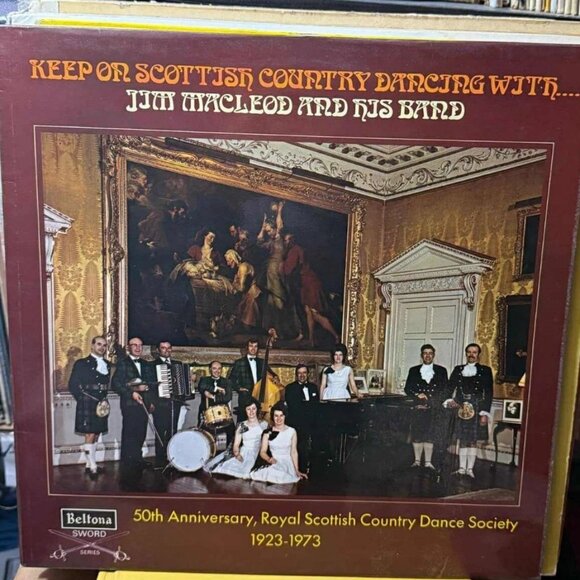 KEEP ON SCOTTISH COUNTRY DANCING WITH....
JIM MACLEOD AND HIS BAND
Beltona
SWORD
SERIES
50th Anniversary, Royal Scottish Country Dance Society
1923-1973